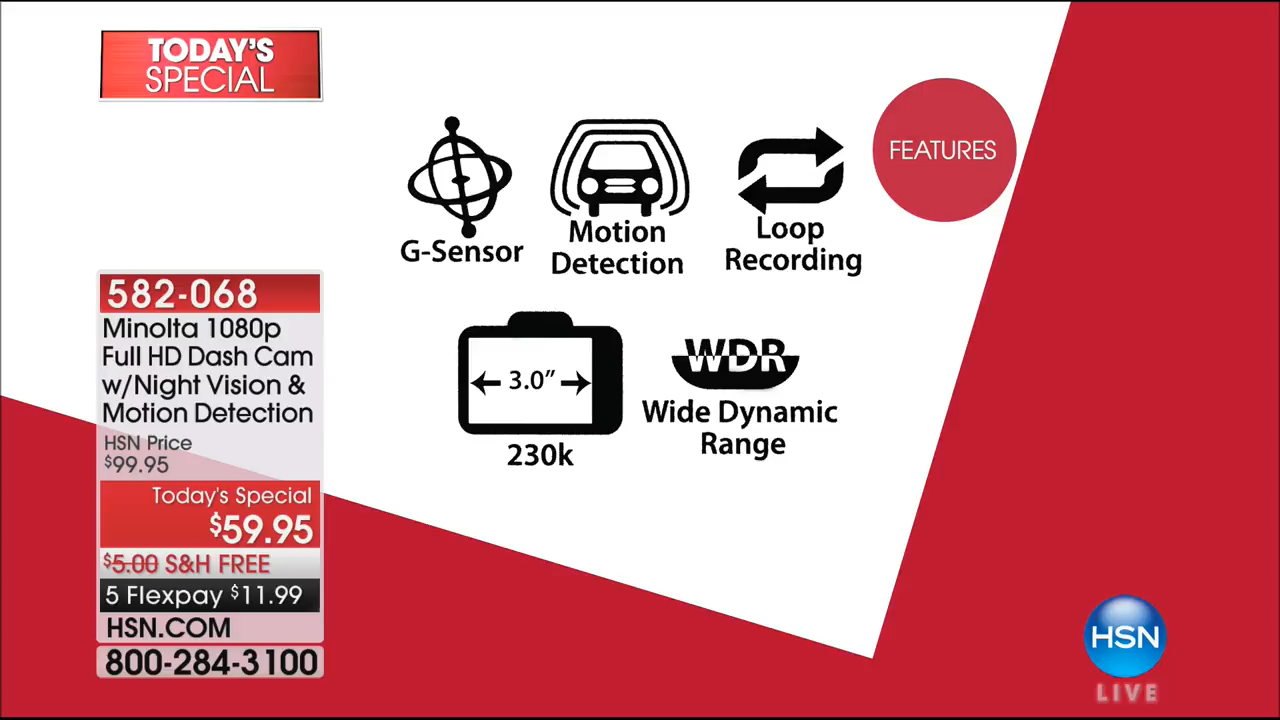 TODAY'S
SPECIAL
FEATURES
G-Sensor
Motion
Detection
Loop
Recording
3.0"
230k
WDR
Wide Dynamic
Range
582-068
Minolta 1080p
Full HD Dash Cam
w/Night Vision &
Motion Detection
HSN Price
$99.95
Today's Special
$59.95
$5.00 S&H FREE
5 Flexpay $11.99
HSN.COM
800-284-3100
HSN
LIVE